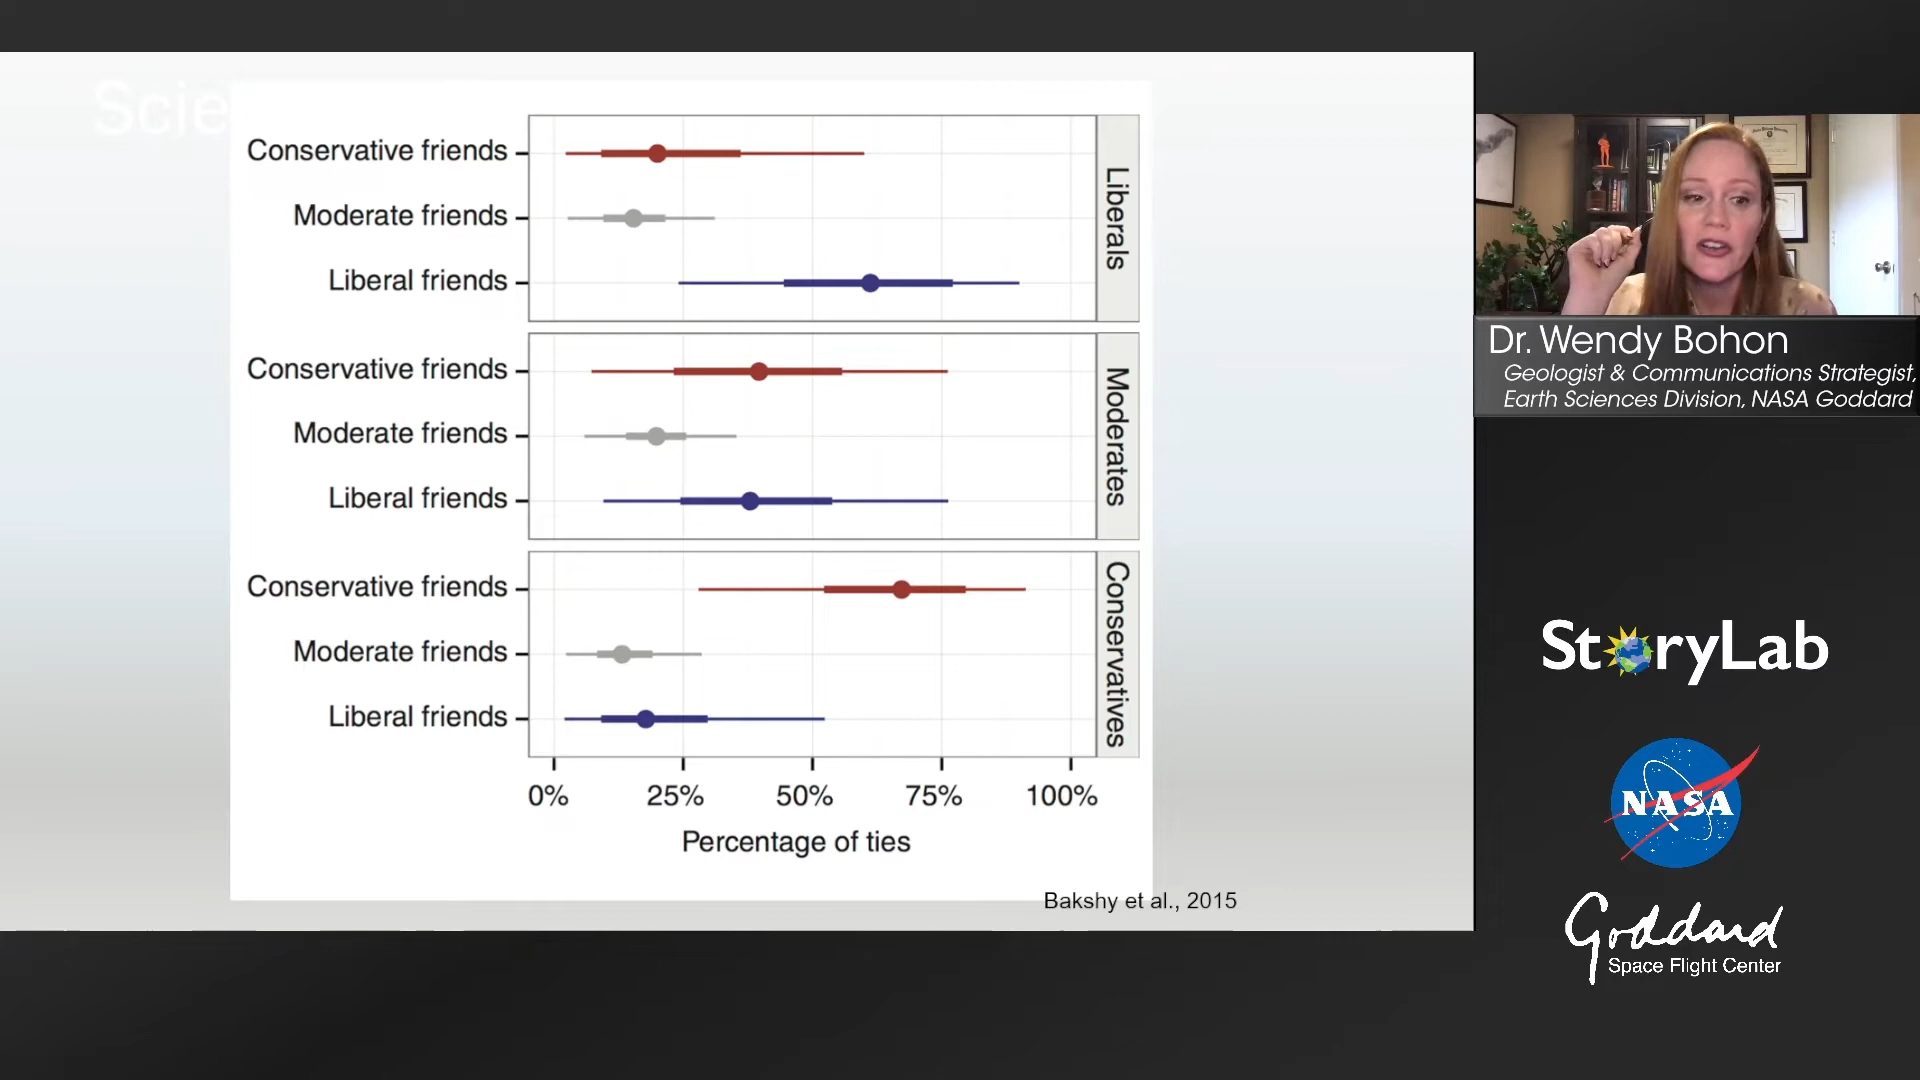 Scie
Conservative friends
Moderate friends
Liberal friends
Liberals
Conservative friends
Moderate friends
Liberal friends
Moderates
Conservative friends
Moderate friends
Liberal friends
Conservatives
0% 25% 50% 75% 100%
Percentage of ties
Bakshy et al., 2015
Dr. Wendy Bohon
Geologist & Communications Strategist,
Earth Sciences Division, NASA Goddard
StoryLab
NASA
Goddard
Space Flight Center